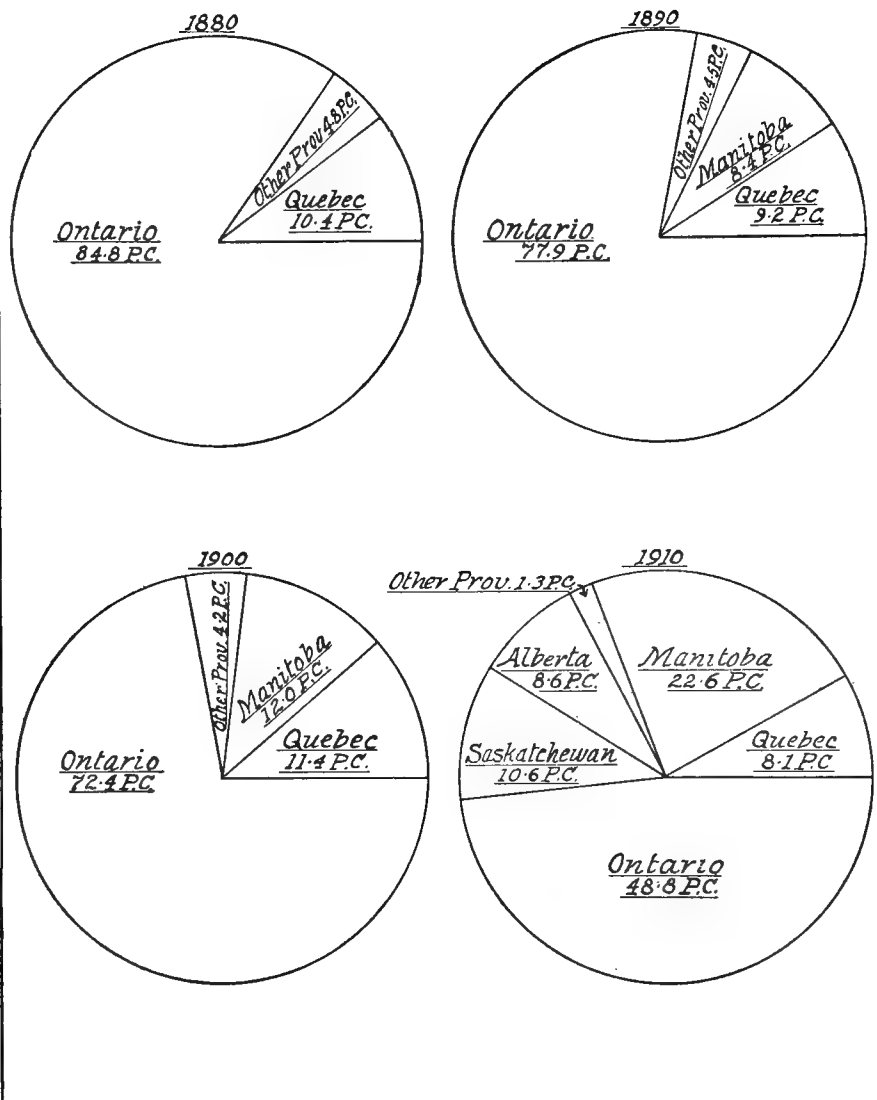 1880
Other Prov 4·8 P.C.
Quebec
10·4 P.C.
Ontario
84·8 P.C.
1890
Other Prov. 4·5 P.C.
Manitoba
8·4 P.C.
Quebec
9·2 P.C.
Ontario
77.9 P.C.
1900
Other Prov 4·2 P.C.
Manitoba
12·0 P.C.
Quebec
11·4 P.C.
Ontario
72·4 P.C.
1910
Other Prov. 1·3 P.C.
Alberta
8·6 P.C.
Manitoba
22·6 P.C.
Saskatchewan
10·6 P.C.
Quebec
8·1 P.C
Ontario
48·8 P.C.